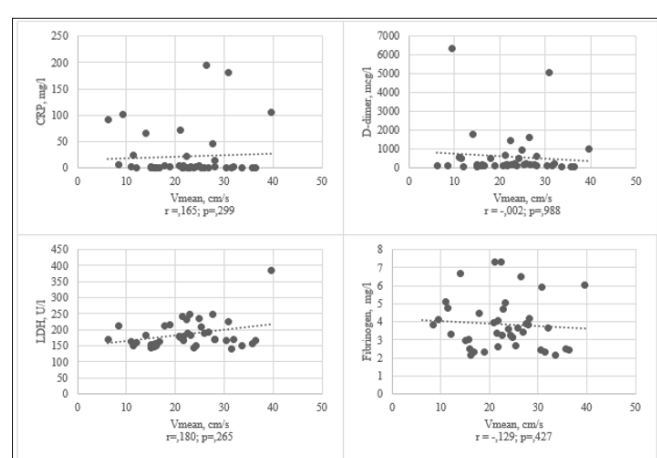 250
200
150
100
50
0
CRP, mg/l
0 10 20 30 40 50
Vmean, cm/s
r =,165; p=,299
7000
6000
5000
4000
3000
2000
1000
0
D-dimer, mcg/l
0 10 20 30 40 50
Vmean, cm/s
r = -,002; p=,988
450
400
350
300
250
200
150
100
50
0
LDH, U/l
0 10 20 30 40 50
Vmean, cm/s
r=,180; p=,265
8
7
6
5
4
3
2
1
0
Fibrinogen, mg/l
0 10 20 30 40 50
Vmean, cm/s
r = -,129; p=,427